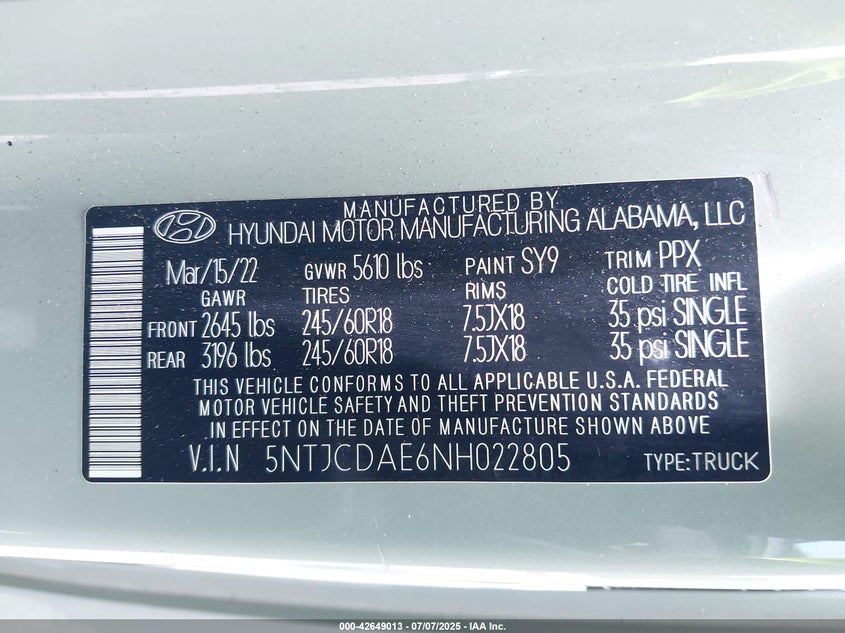 MANUFACTURED BY
HYUNDAI MOTOR MANUFACTURING ALABAMA, LLC
Mar/15/22 GVWR 5610 lbs PAINT SY9 TRIM PPX
GAWR TIRES RIMS COLD TIRE INFL
FRONT 2645 lbs 245/60R18 7.5JX18 35 psi SINGLE
REAR 3196 lbs 245/60R18 7.5JX18 35 psi SINGLE
THIS VEHICLE CONFORMS TO ALL APPLICABLE U.S.A. FEDERAL
MOTOR VEHICLE SAFETY AND THEFT PREVENTION STANDARDS
IN EFFECT ON THE DATE OF MANUFACTURE SHOWN ABOVE
V.I.N 5NTJCDAE6NH022805 TYPE:TRUCK
000-42649013 - 07/07/2025 - IAA Inc.